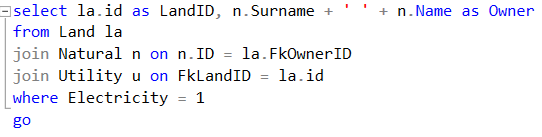 select la.id as LandID, n.Surname + ' ' + n.Name as Owner
from Land la
join Natural n on n.ID = la.FkOwnerID
join Utility u on FkLandID = la.id
where Electricity = 1
go